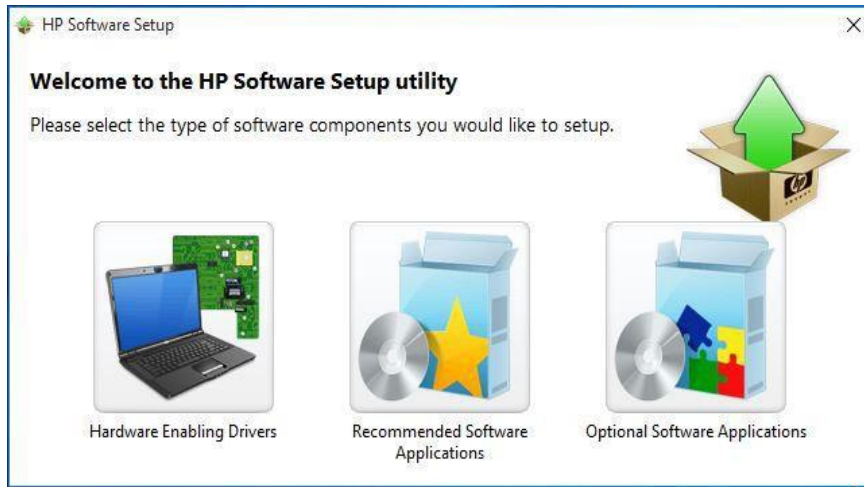 HP Software Setup
Welcome to the HP Software Setup utility
Please select the type of software components you would like to setup.
Hardware Enabling Drivers
Recommended Software
Applications
Optional Software Applications